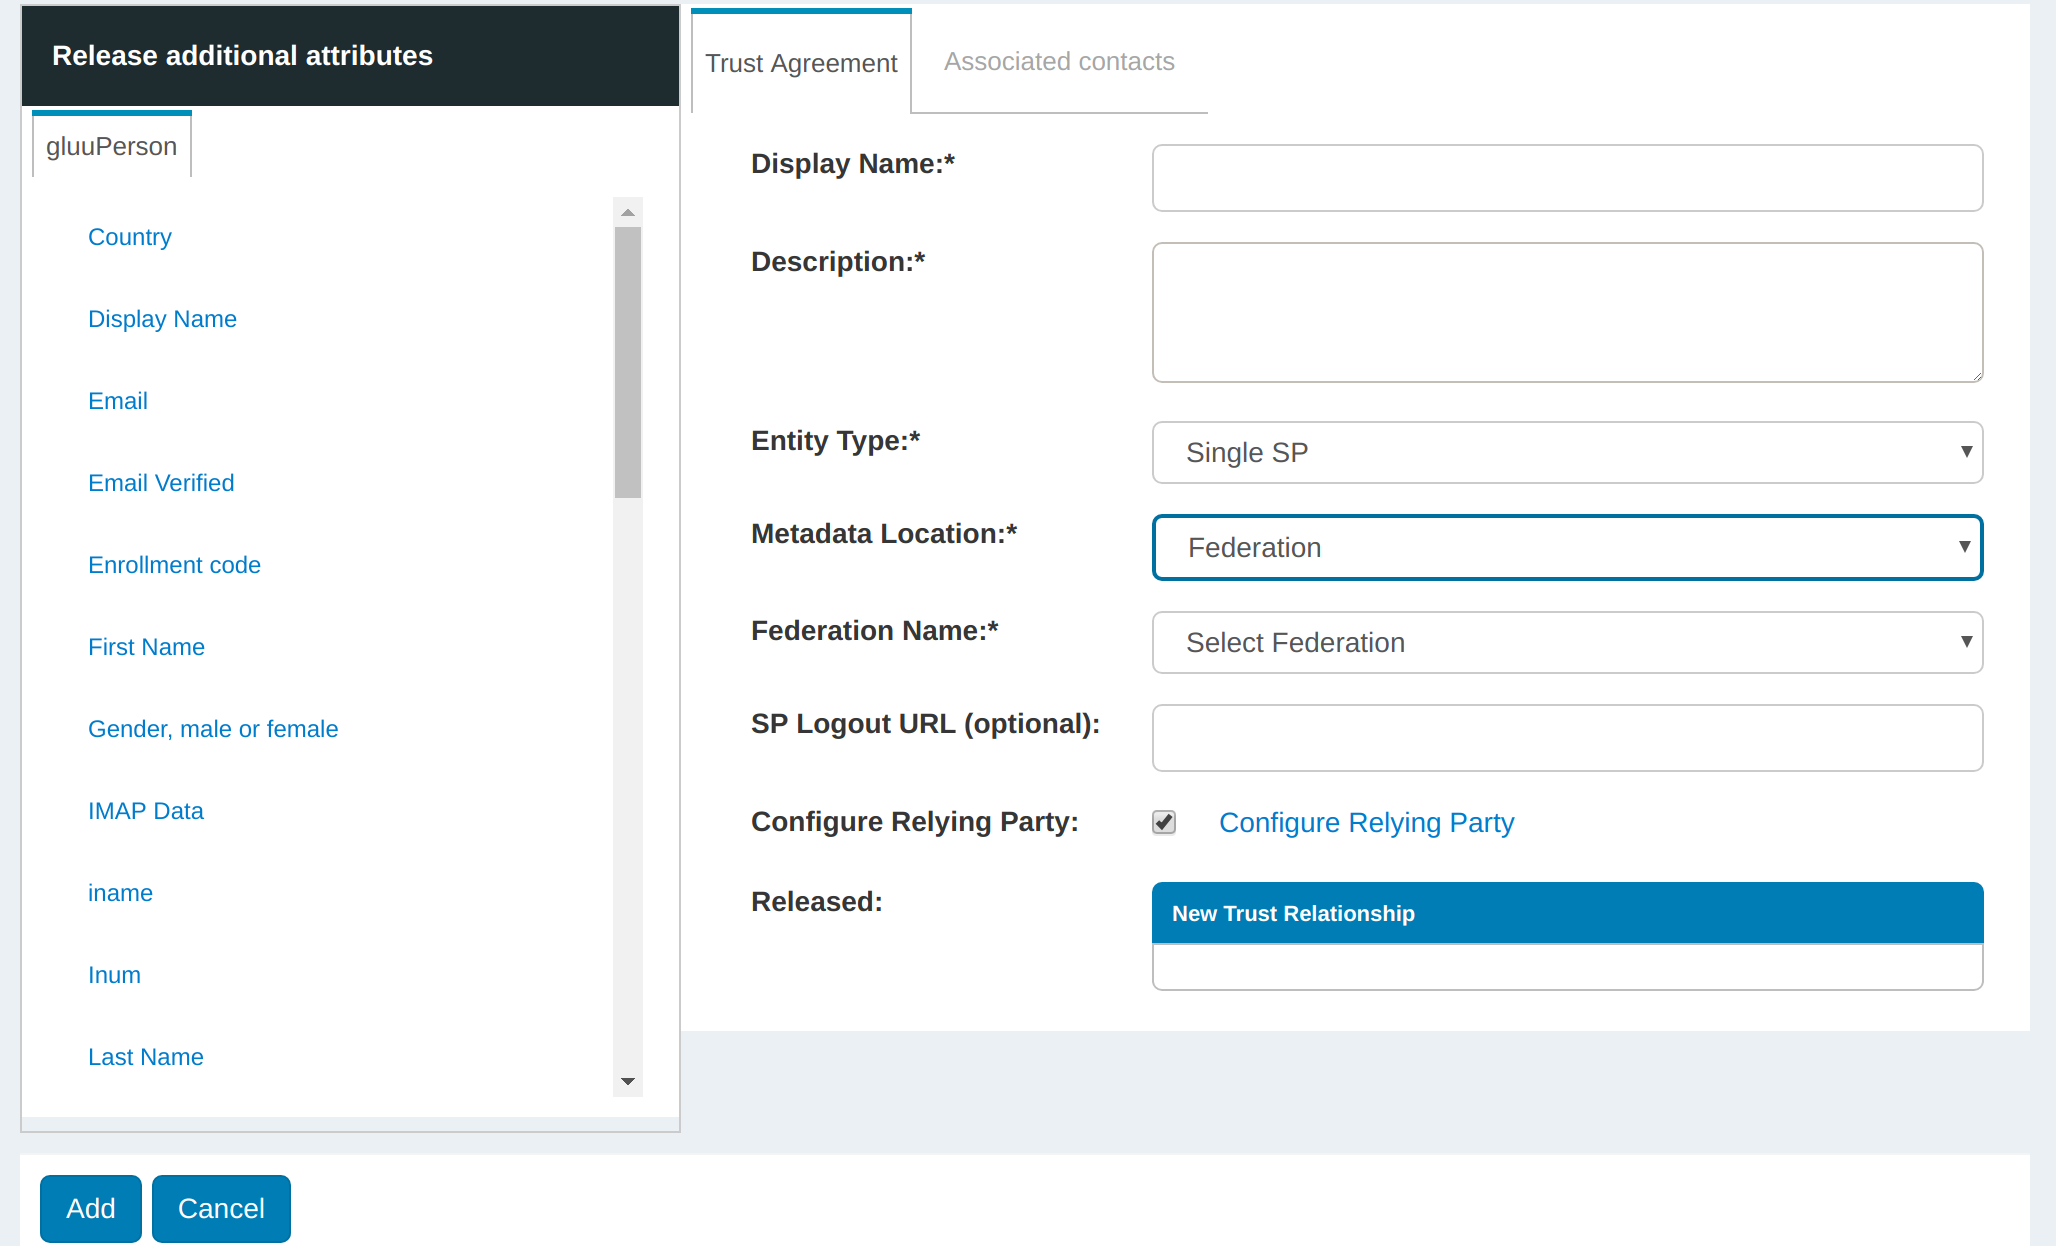 Release additional attributes
gluuPerson
Country
Display Name
Email
Email Verified
Enrollment code
First Name
Gender, male or female
IMAP Data
iname
Inum
Last Name
Trust Agreement
Associated contacts
Display Name:*
Description:*
Entity Type:* Single SP
Metadata Location:* Federation
Federation Name:* Select Federation
SP Logout URL (optional):
Configure Relying Party: Configure Relying Party
Released: New Trust Relationship
Add Cancel